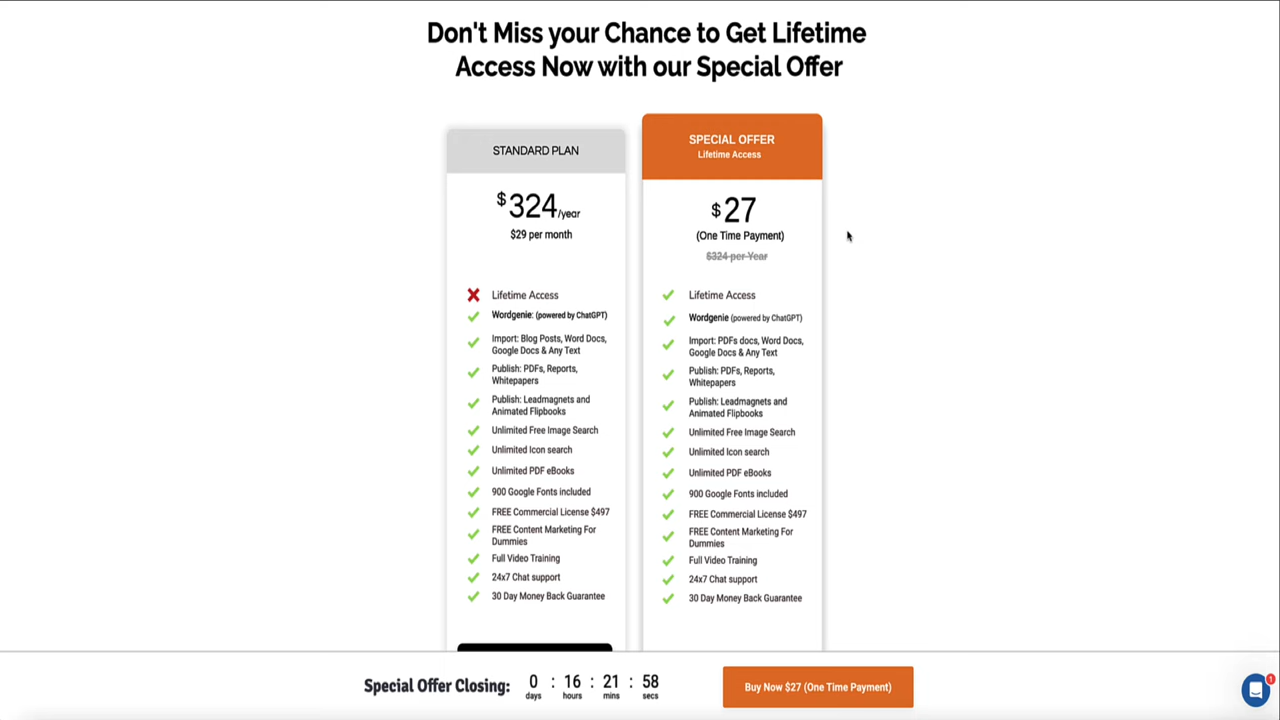 Don't Miss your Chance to Get Lifetime
Access Now with our Special Offer
STANDARD PLAN
$324/year
$29 per month
Lifetime Access
Wordgenie: (powered by ChatGPT)
Import: Blog Posts, Word Docs,
Google Docs & Any Text
Publish: PDFs, Reports,
Whitepapers
Publish: Leadmagnets and
Animated Flipbooks
Unlimited Free Image Search
Unlimited Icon search
Unlimited PDF eBooks
900 Google Fonts included
FREE Commercial License $497
FREE Content Marketing For
Dummies
Full Video Training
24x7 Chat support
30 Day Money Back Guarantee
SPECIAL OFFER
Lifetime Access
$27
(One Time Payment)
$324 per Year
Lifetime Access
Wordgenie (powered by ChatGPT)
Import: PDFs docs, Word Docs,
Google Docs & Any Text
Publish: PDFs, Reports,
Whitepapers
Publish: Leadmagnets and
Animated Flipbooks
Unlimited Free Image Search
Unlimited Icon search
Unlimited PDF eBooks
900 Google Fonts included
FREE Commercial License $497
FREE Content Marketing For
Dummies
Full Video Training
24x7 Chat support
30 Day Money Back Guarantee
Special Offer Closing:
0 : 16 : 21 : 58
days hours mins secs
Buy Now $27 (One Time Payment)
1